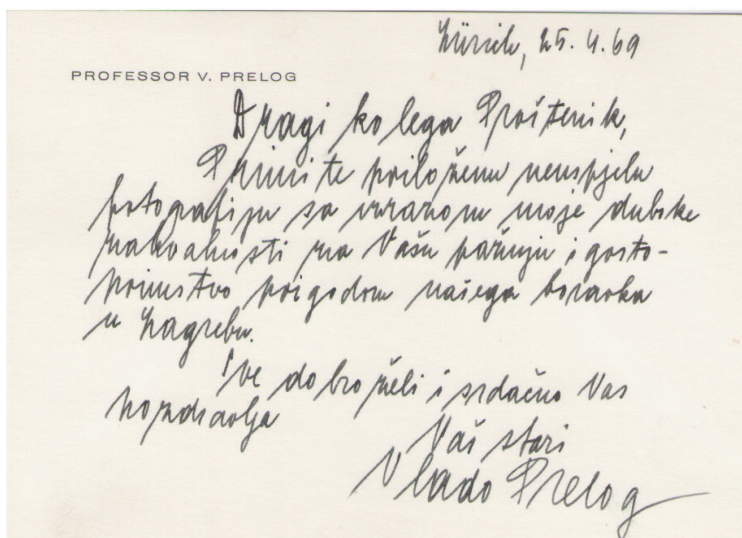 Zürich, 25. 4. 69
PROFESSOR V. PRELOG
Dragi kolega Proštenik,
Primite priloženu neuspjelu
fotografiju sa izrazom moje duboke
zahvalnosti na Vašu pažnju i gosto-
primstvo prigodom našega boravka
u Zagrebu.
Sve dobro želi i srdačno Vas
pozdravlja
Vaš stari
Vlado Prelog